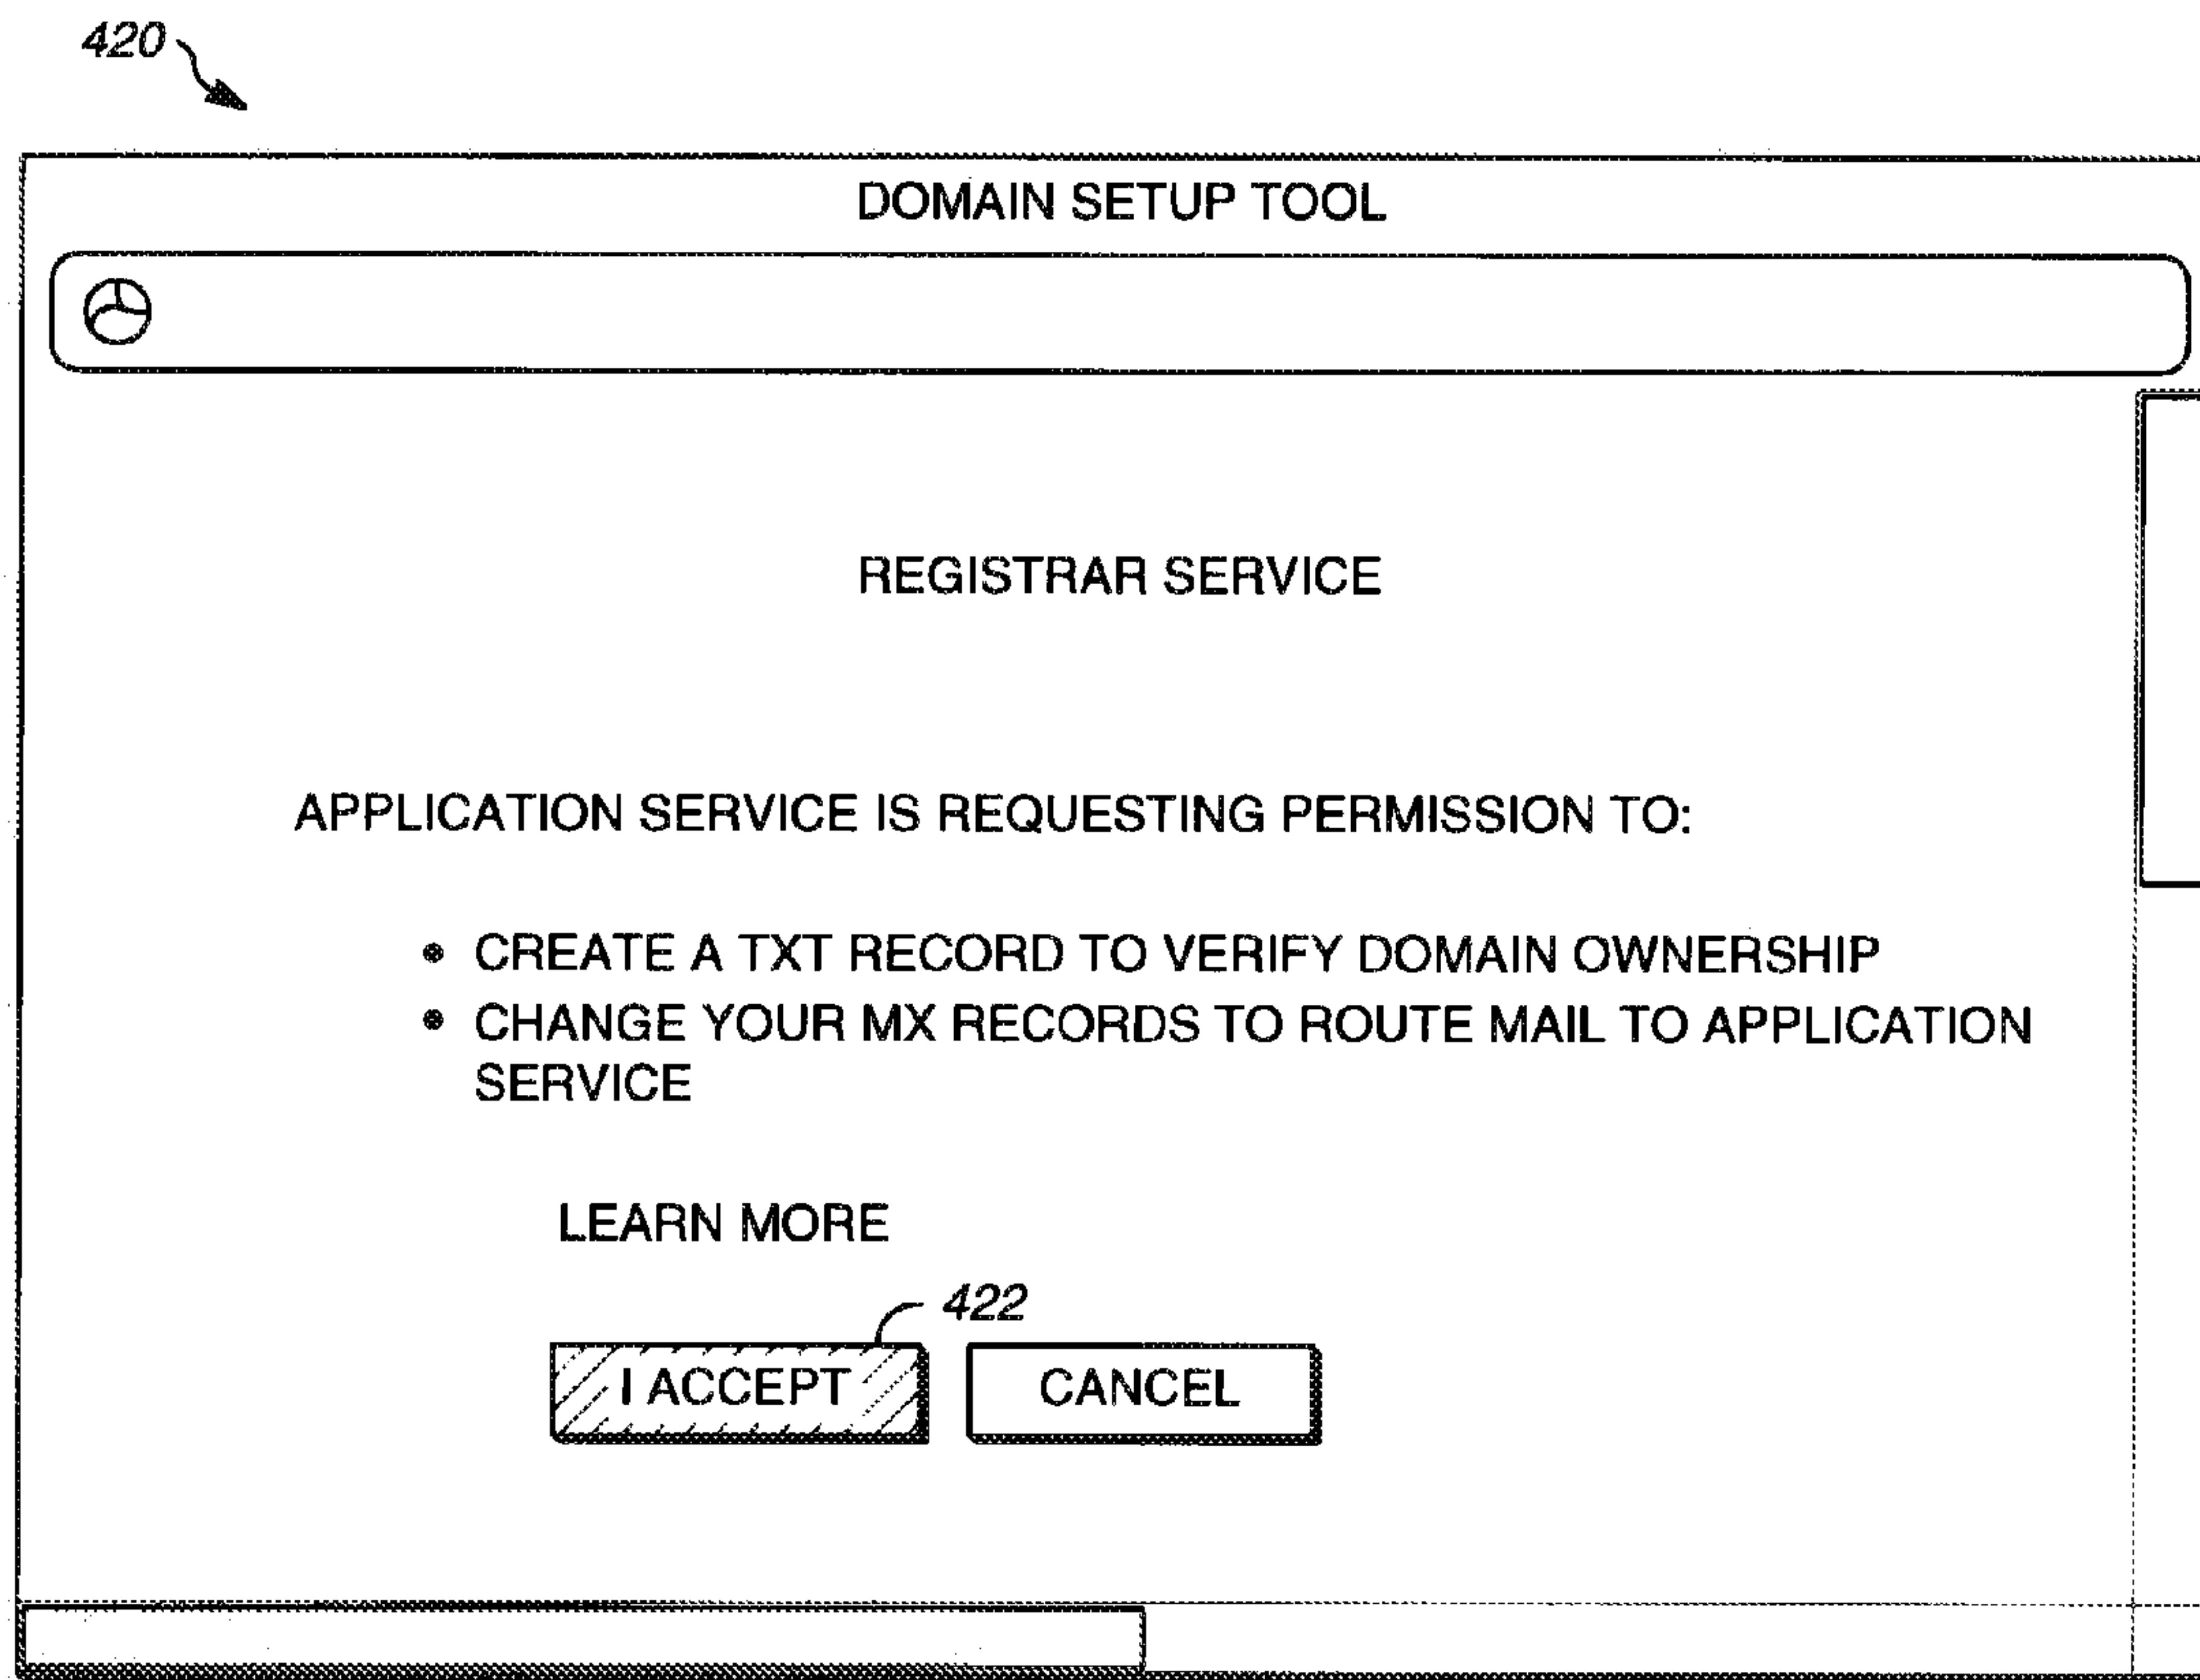 420
DOMAIN SETUP TOOL
REGISTRAR SERVICE
APPLICATION SERVICE IS REQUESTING PERMISSION TO:
• CREATE A TXT RECORD TO VERIFY DOMAIN OWNERSHIP
• CHANGE YOUR MX RECORDS TO ROUTE MAIL TO APPLICATION
SERVICE
LEARN MORE
422
I ACCEPT CANCEL